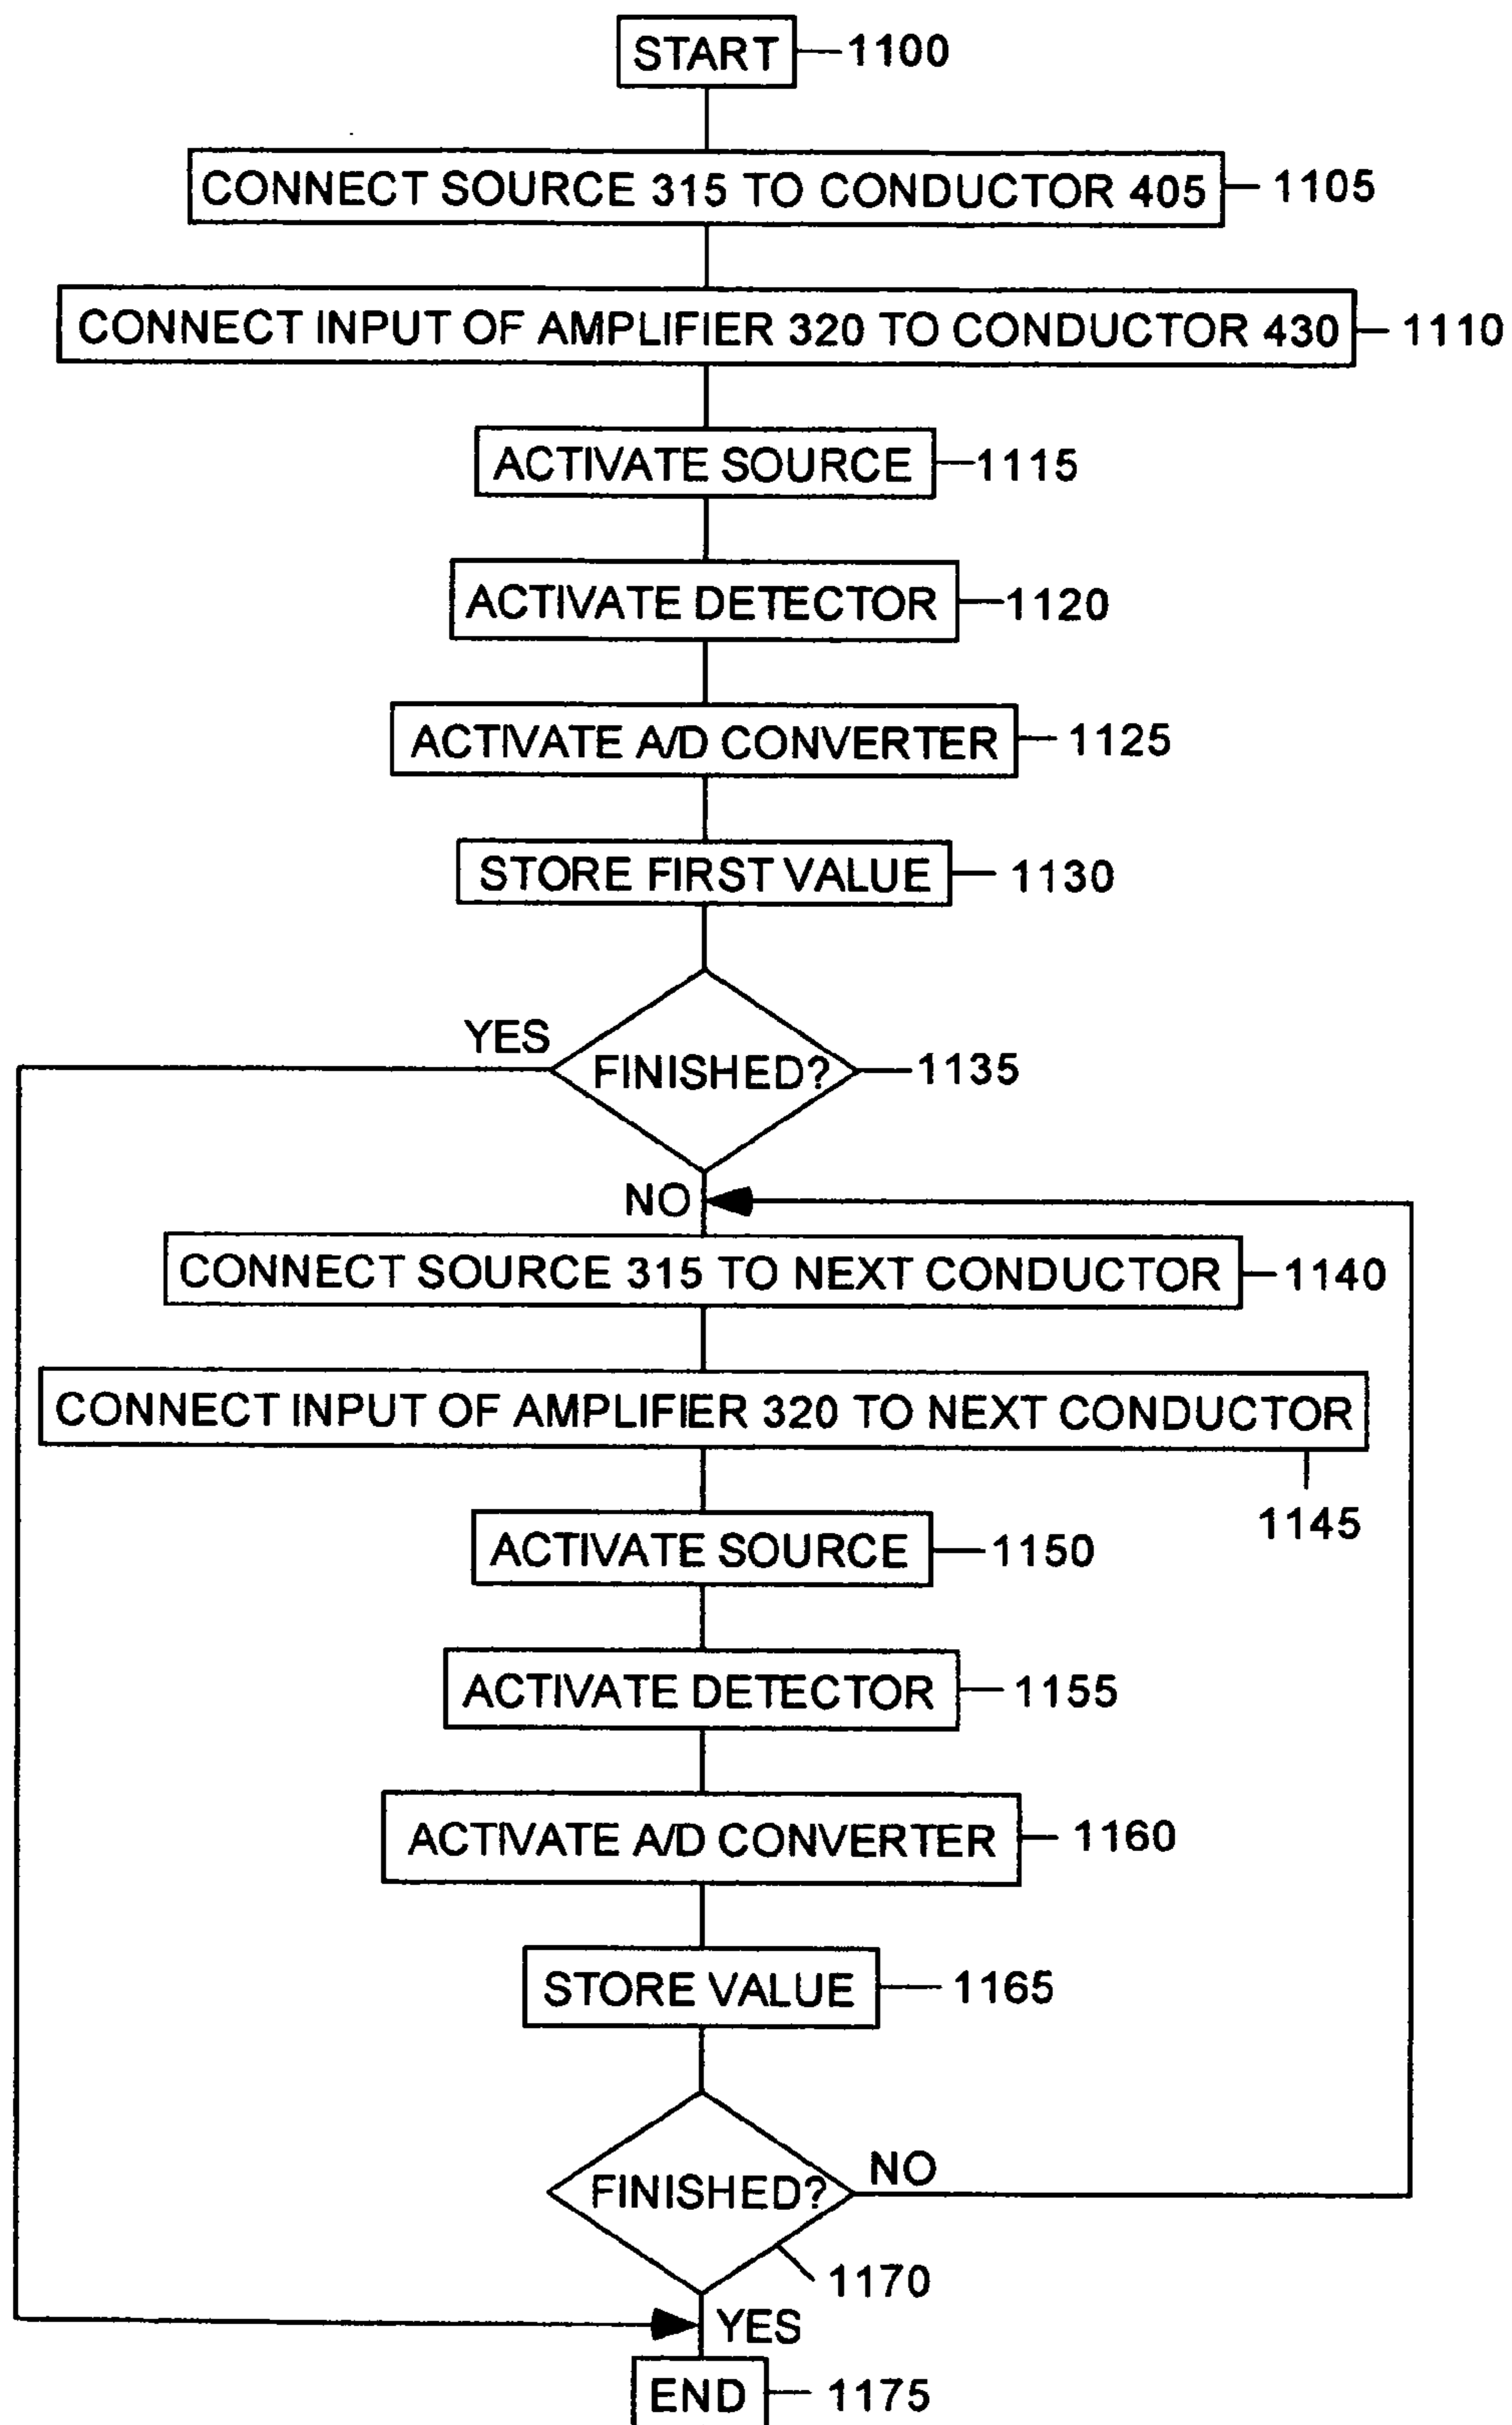 START 1100
CONNECT SOURCE 315 TO CONDUCTOR 405 1105
CONNECT INPUT OF AMPLIFIER 320 TO CONDUCTOR 430 1110
ACTIVATE SOURCE 1115
ACTIVATE DETECTOR 1120
ACTIVATE A/D CONVERTER 1125
STORE FIRST VALUE 1130
YES
FINISHED? 1135
NO
CONNECT SOURCE 315 TO NEXT CONDUCTOR 1140
CONNECT INPUT OF AMPLIFIER 320 TO NEXT CONDUCTOR
1145
ACTIVATE SOURCE 1150
ACTIVATE DETECTOR 1155
ACTIVATE A/D CONVERTER 1160
STORE VALUE 1165
FINISHED? NO
1170
YES
END 1175